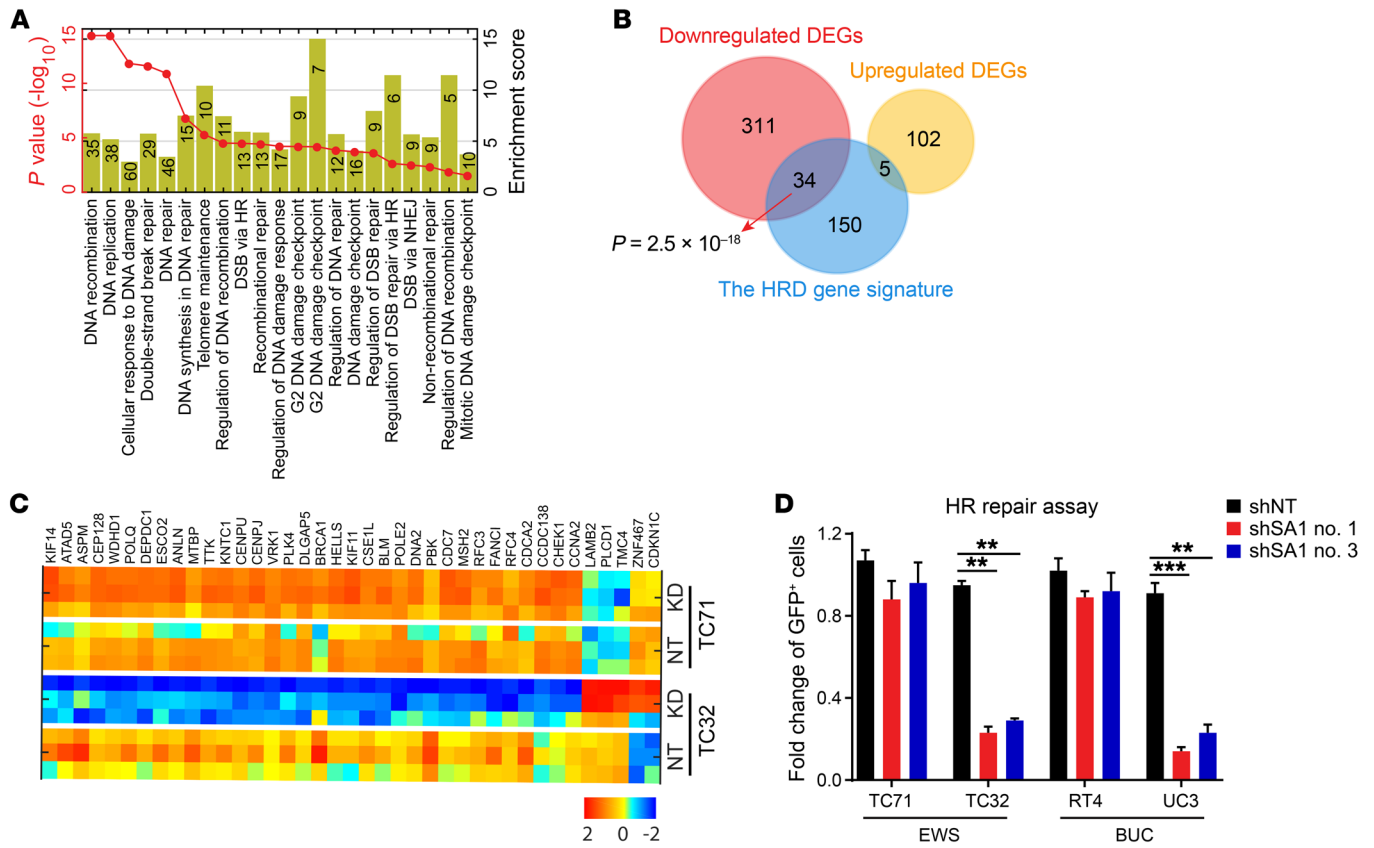 A
P value (-log10)
15
10
5
0
35
38
60
29
46
15
10
11
13
13
17
9
7
12
16
9
6
9
9
5
10
15
10
5
0
Enrichment score
DNA recombination
DNA replication
Cellular response to DNA damage
Double-strand break repair
DNA repair
DNA synthesis in DNA repair
Telomere maintenance
Regulation of DNA recombination
DSB via HR
Recombinational repair
Regulation of DNA damage response
G2 DNA damage checkpoint
G2 DNA damage checkpoint
Regulation of DNA repair
DNA damage checkpoint
Regulation of DSB repair
Regulation of DSB repair via HR
DSB via NHEJ
Non-recombinational repair
Regulation of DNA recombination
Mitotic DNA damage checkpoint
B
Downregulated DEGs
Upregulated DEGs
311
102
34
5
150
P = 2.5 × 10–18
The HRD gene signature
C
KIF14
ATAD5
ASPM
CEP128
WDHD1
POLQ
DEPDC1
ESCO2
ANLN
MTBP
TTK
KNTC1
CENPU
CENPJ
VRK1
PLK4
DLGAP5
BRCA1
HELLS
KIF11
CSE1L
BLM
POLE2
DNA2
PBK
CDC7
MSH2
RFC3
FANCI
RFC4
CDCA2
CCDC138
CHEK1
CCNA2
LAMB2
PLCD1
TMC4
ZNF467
CDKN1C
KD
NT
TC71
KD
NT
TC32
2 0 -2
D
HR repair assay
shNT
shSA1 no. 1
shSA1 no. 3
Fold change of GFP+ cells
1.2
0.8
0.4
0.0
**
**
**
***
TC71 TC32 RT4 UC3
EWS BUC